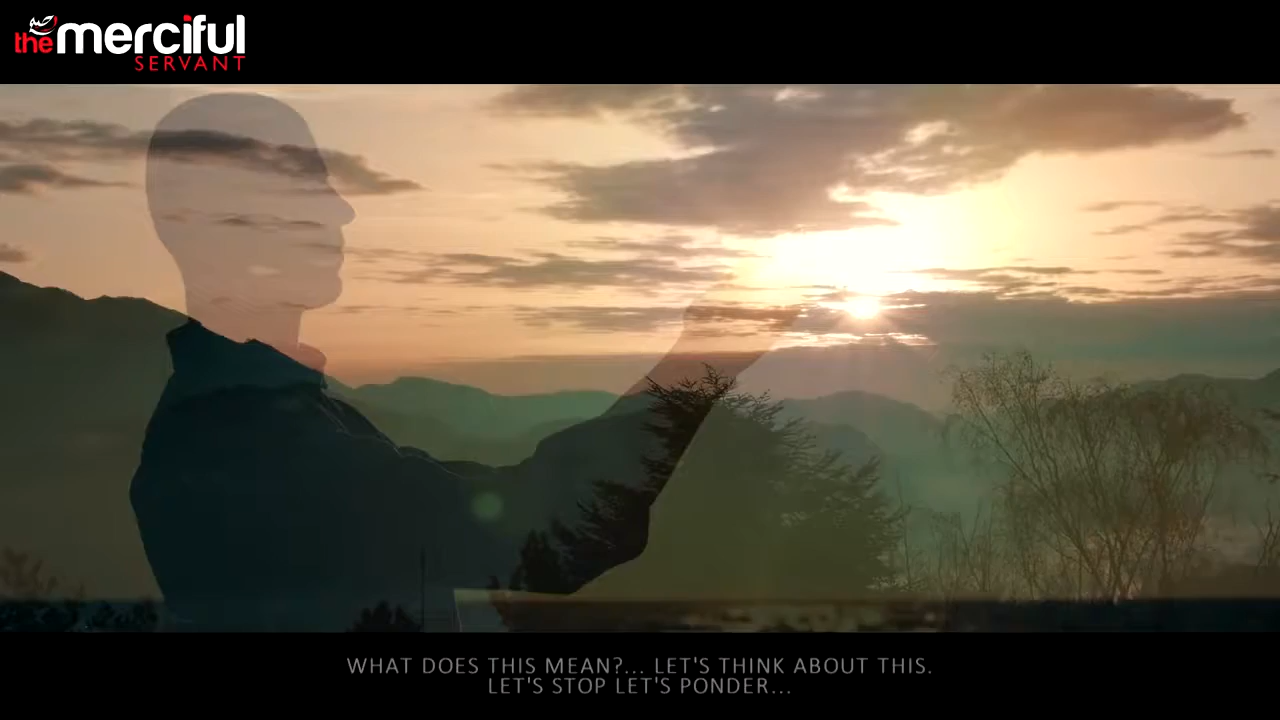 the merciful
SERVANT
WHAT DOES THIS MEAN?... LET'S THINK ABOUT THIS.
LET'S STOP LET'S PONDER...